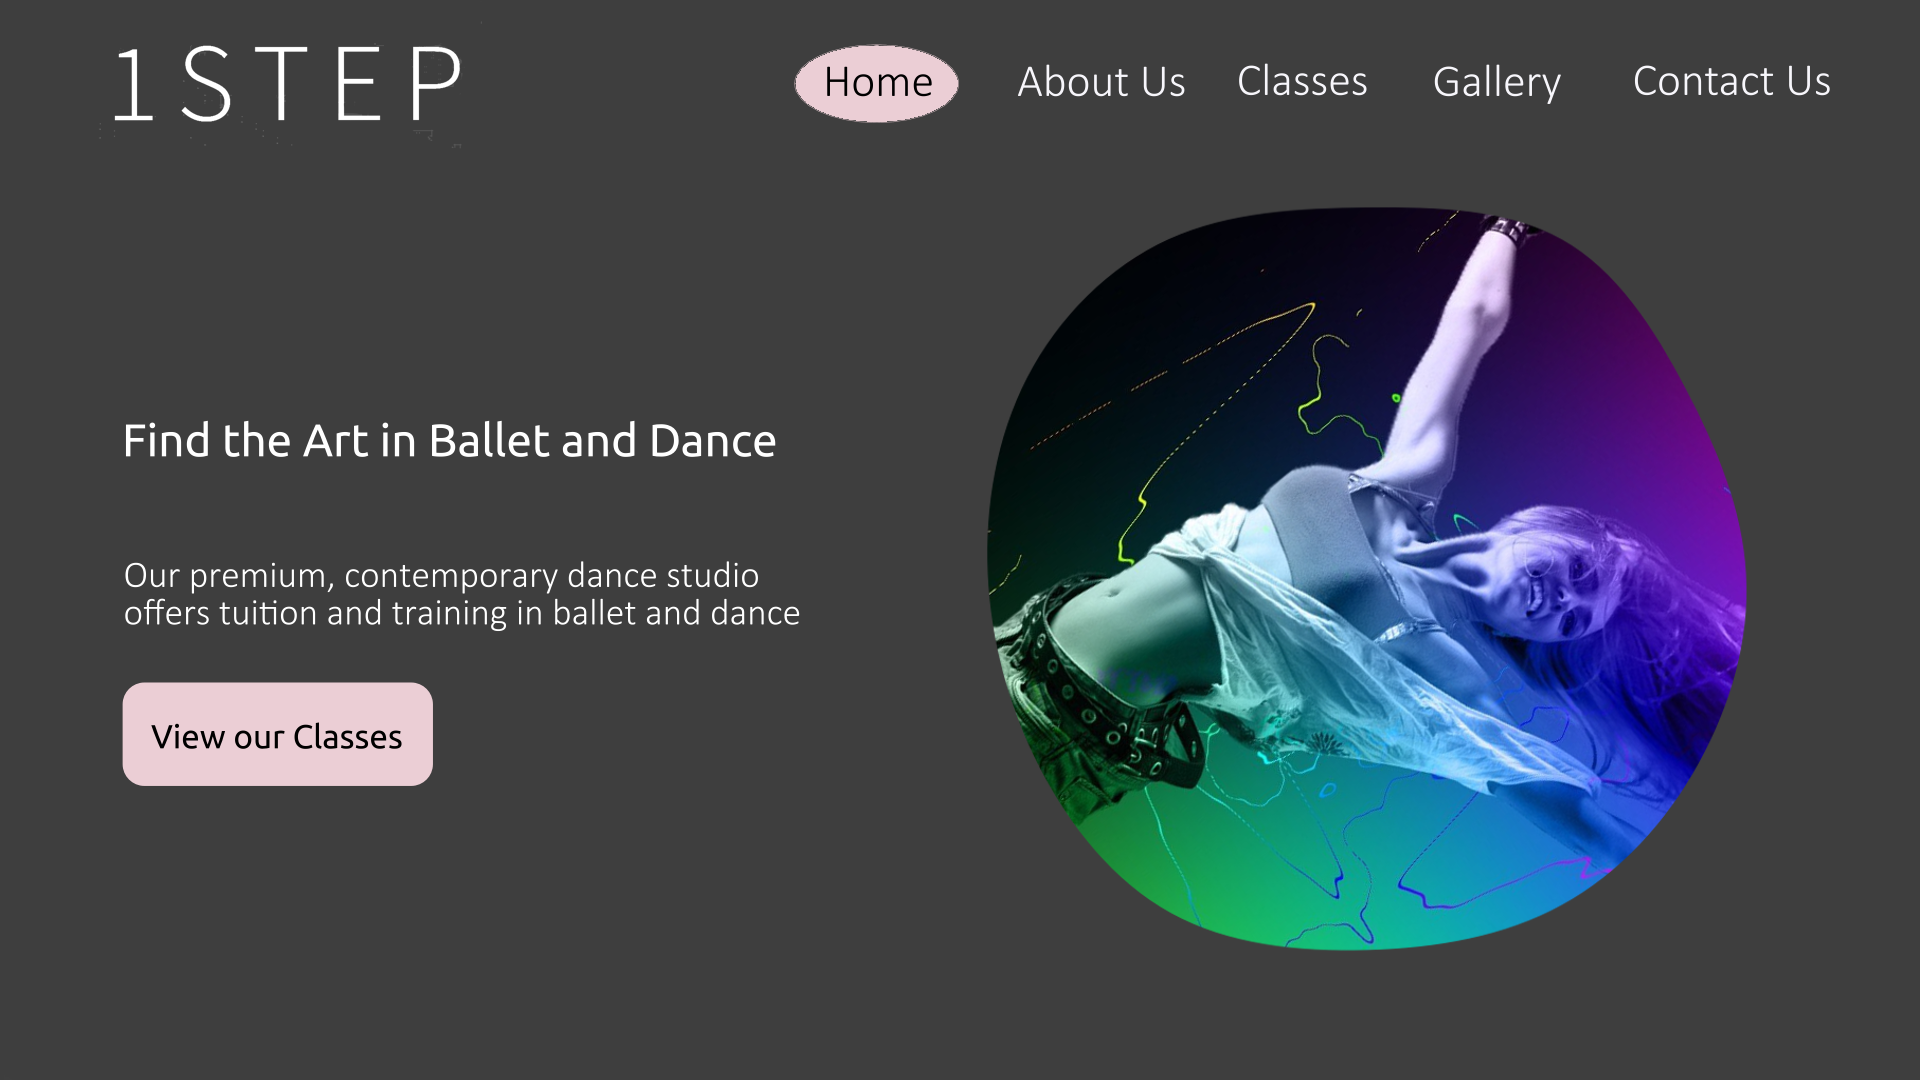 1STEP
Home
About Us
Classes
Gallery
Contact Us
Find the Art in Ballet and Dance
Our premium, contemporary dance studio
offers tuition and training in ballet and dance
View our Classes